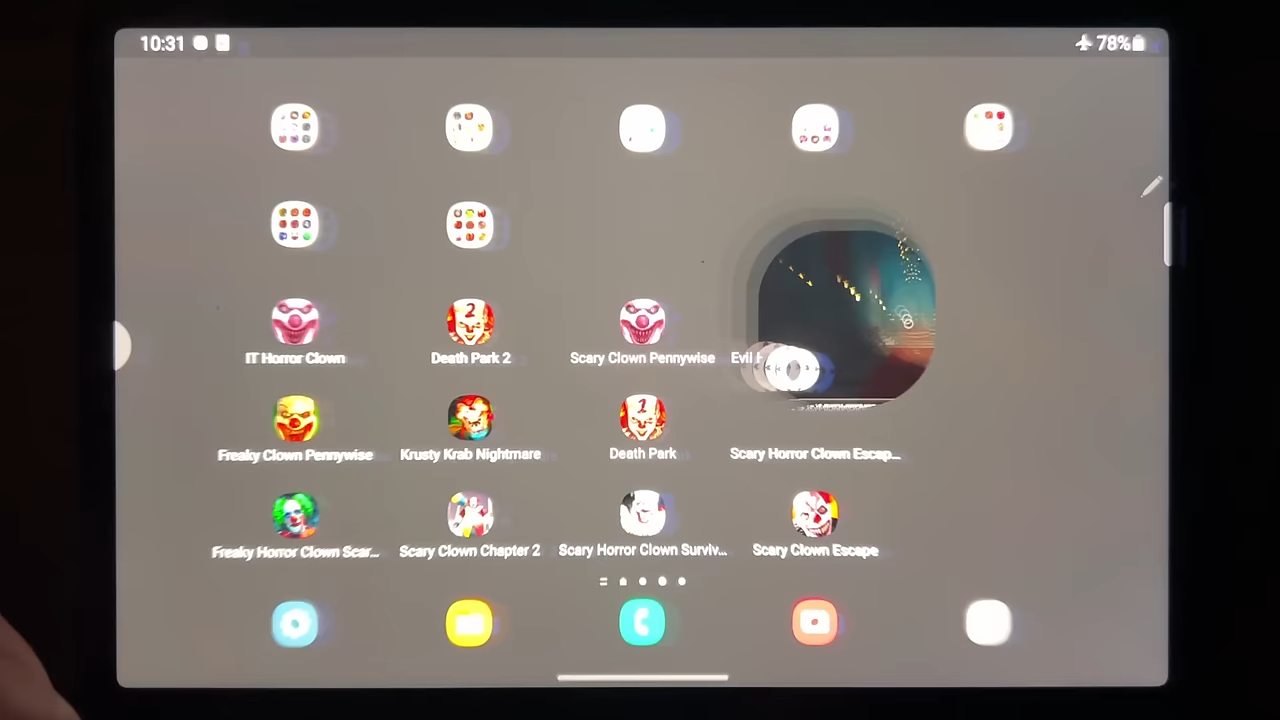 10:31
78%
IT Horror Clown
Death Park 2
Scary Clown Pennywise
Evil
Freaky Clown Pennywise
Krusty Krab Nightmare
Death Park
Scary Horror Clown Escap...
Freaky Horror Clown Scar...
Scary Clown Chapter 2
Scary Horror Clown Surviv...
Scary Clown Escape